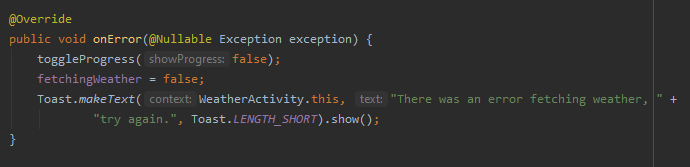 @Override
public void onError(@Nullable Exception exception) {
toggleProgress( showProgress: false);
fetchingWeather = false;
Toast.makeText( context: WeatherActivity.this, text: "There was an error fetching weather, " +
"try again.", Toast.LENGTH_SHORT).show();
}